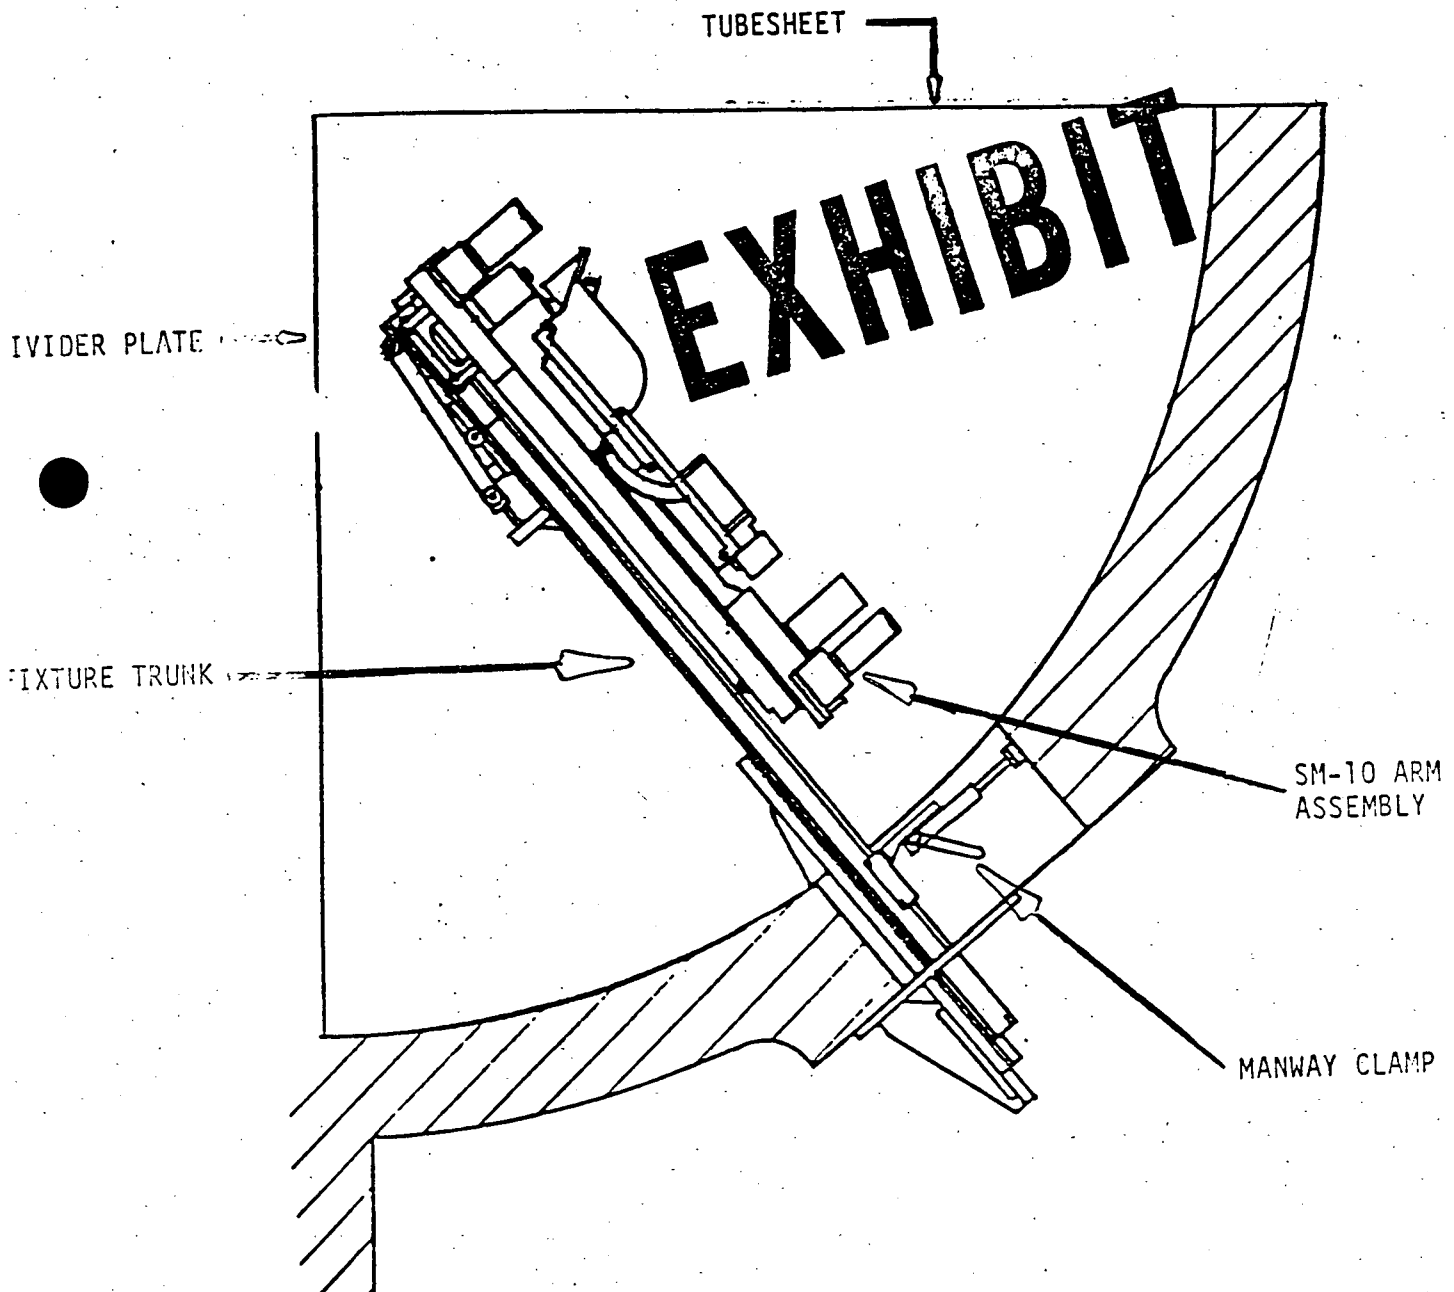 TUBESHEET
EXHIBIT
IVIDER PLATE
IXTURE TRUNK
SM-10 ARM
ASSEMBLY
MANWAY CLAMP